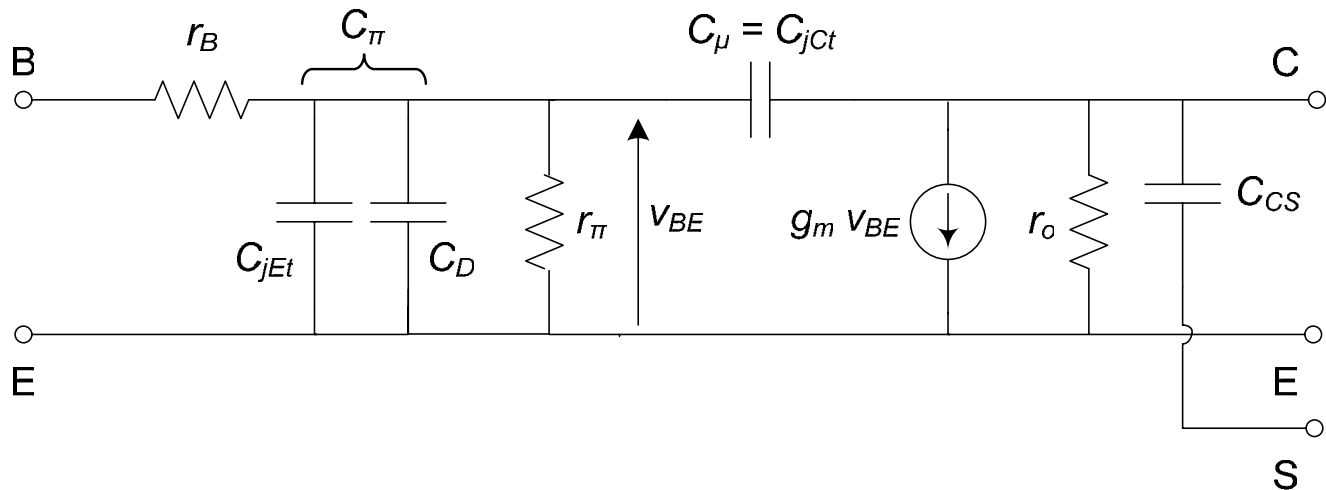 C_π
C_μ = C_jCt
r_B
B
C
C_jEt
C_D
r_π
v_BE
g_m v_BE
r_o
C_CS
E
E
S